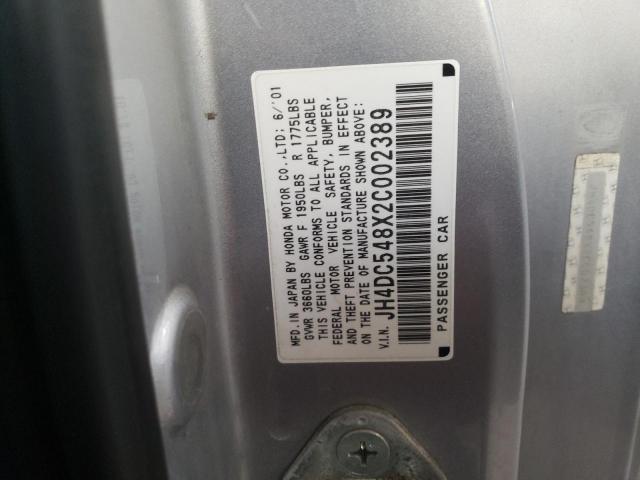 MFD.IN JAPAN BY HONDA MOTOR CO.,LTD: 6/'01
GVWR 3660LBS GAWR F 1950LBS R 1775LBS
THIS VEHICLE CONFORMS TO ALL APPLICABLE
FEDERAL MOTOR VEHICLE SAFETY, BUMPER,
AND THEFT PREVENTION STANDARDS IN EFFECT
ON THE DATE OF MANUFACTURE SHOWN ABOVE:
V.I.N. JH4DC548X2C002389
PASSENGER CAR